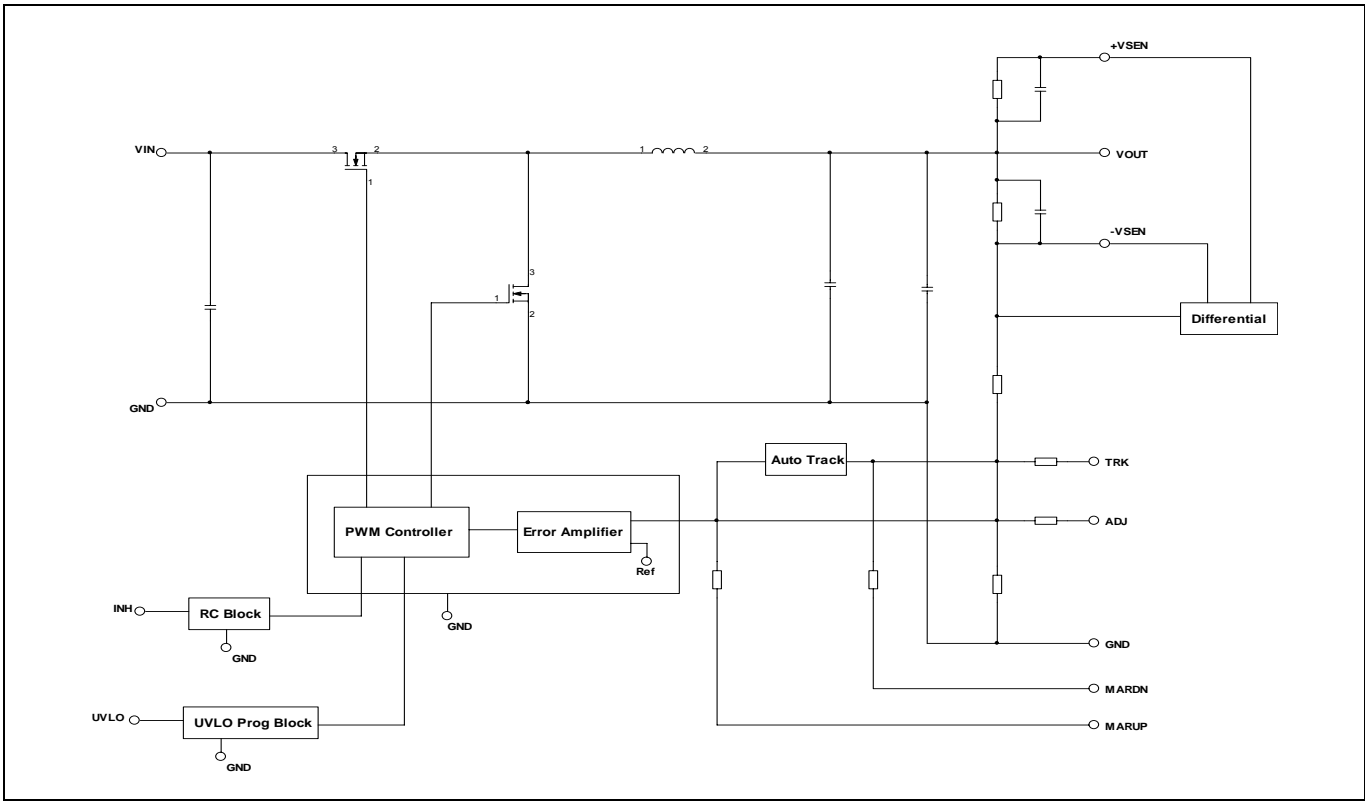 +VSEN
VIN
3
2
1
1
2
VOUT
-VSEN
3
1
2
Differential
GND
Auto Track
TRK
PWM Controller
Error Amplifier
ADJ
Ref
INH
RC Block
GND
GND
GND
MARDN
UVLO
UVLO Prog Block
MARUP
GND